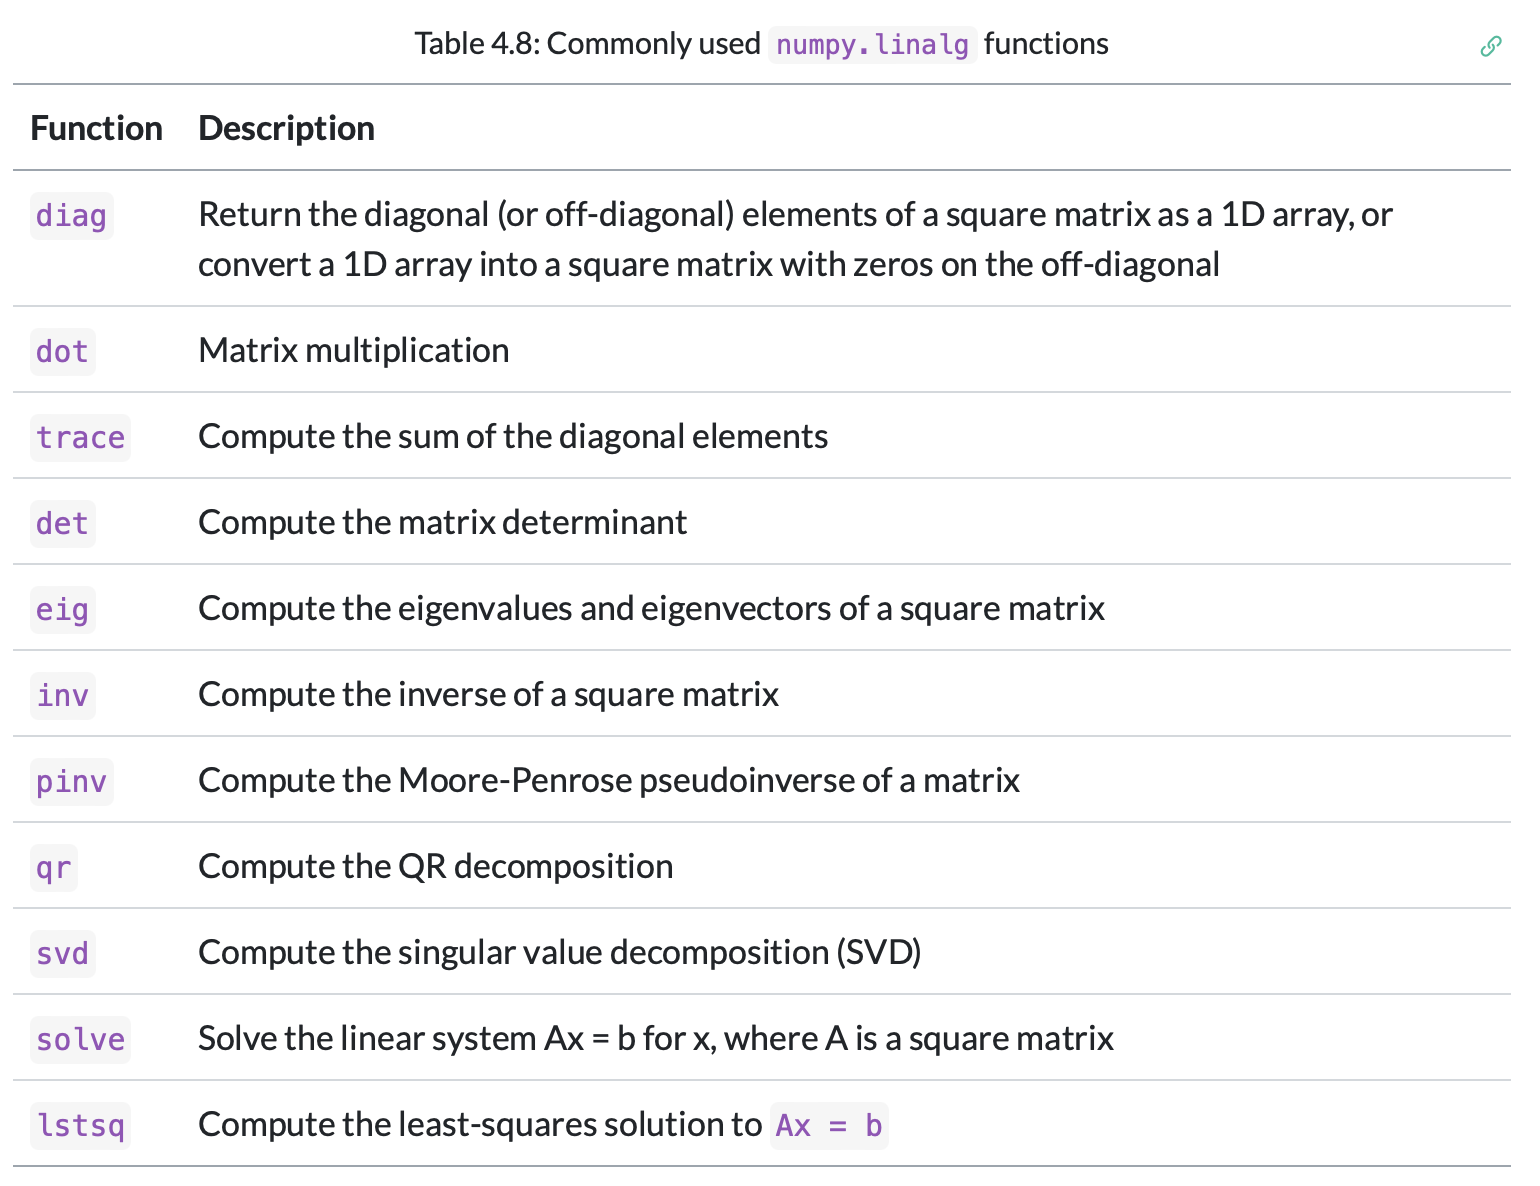 Table 4.8: Commonly used numpy.linalg functions
Function Description
diag Return the diagonal (or off-diagonal) elements of a square matrix as a 1D array, or
convert a 1D array into a square matrix with zeros on the off-diagonal
dot Matrix multiplication
trace Compute the sum of the diagonal elements
det Compute the matrix determinant
eig Compute the eigenvalues and eigenvectors of a square matrix
inv Compute the inverse of a square matrix
pinv Compute the Moore-Penrose pseudoinverse of a matrix
qr Compute the QR decomposition
svd Compute the singular value decomposition (SVD)
solve Solve the linear system Ax = b for x, where A is a square matrix
lstsq Compute the least-squares solution to Ax = b